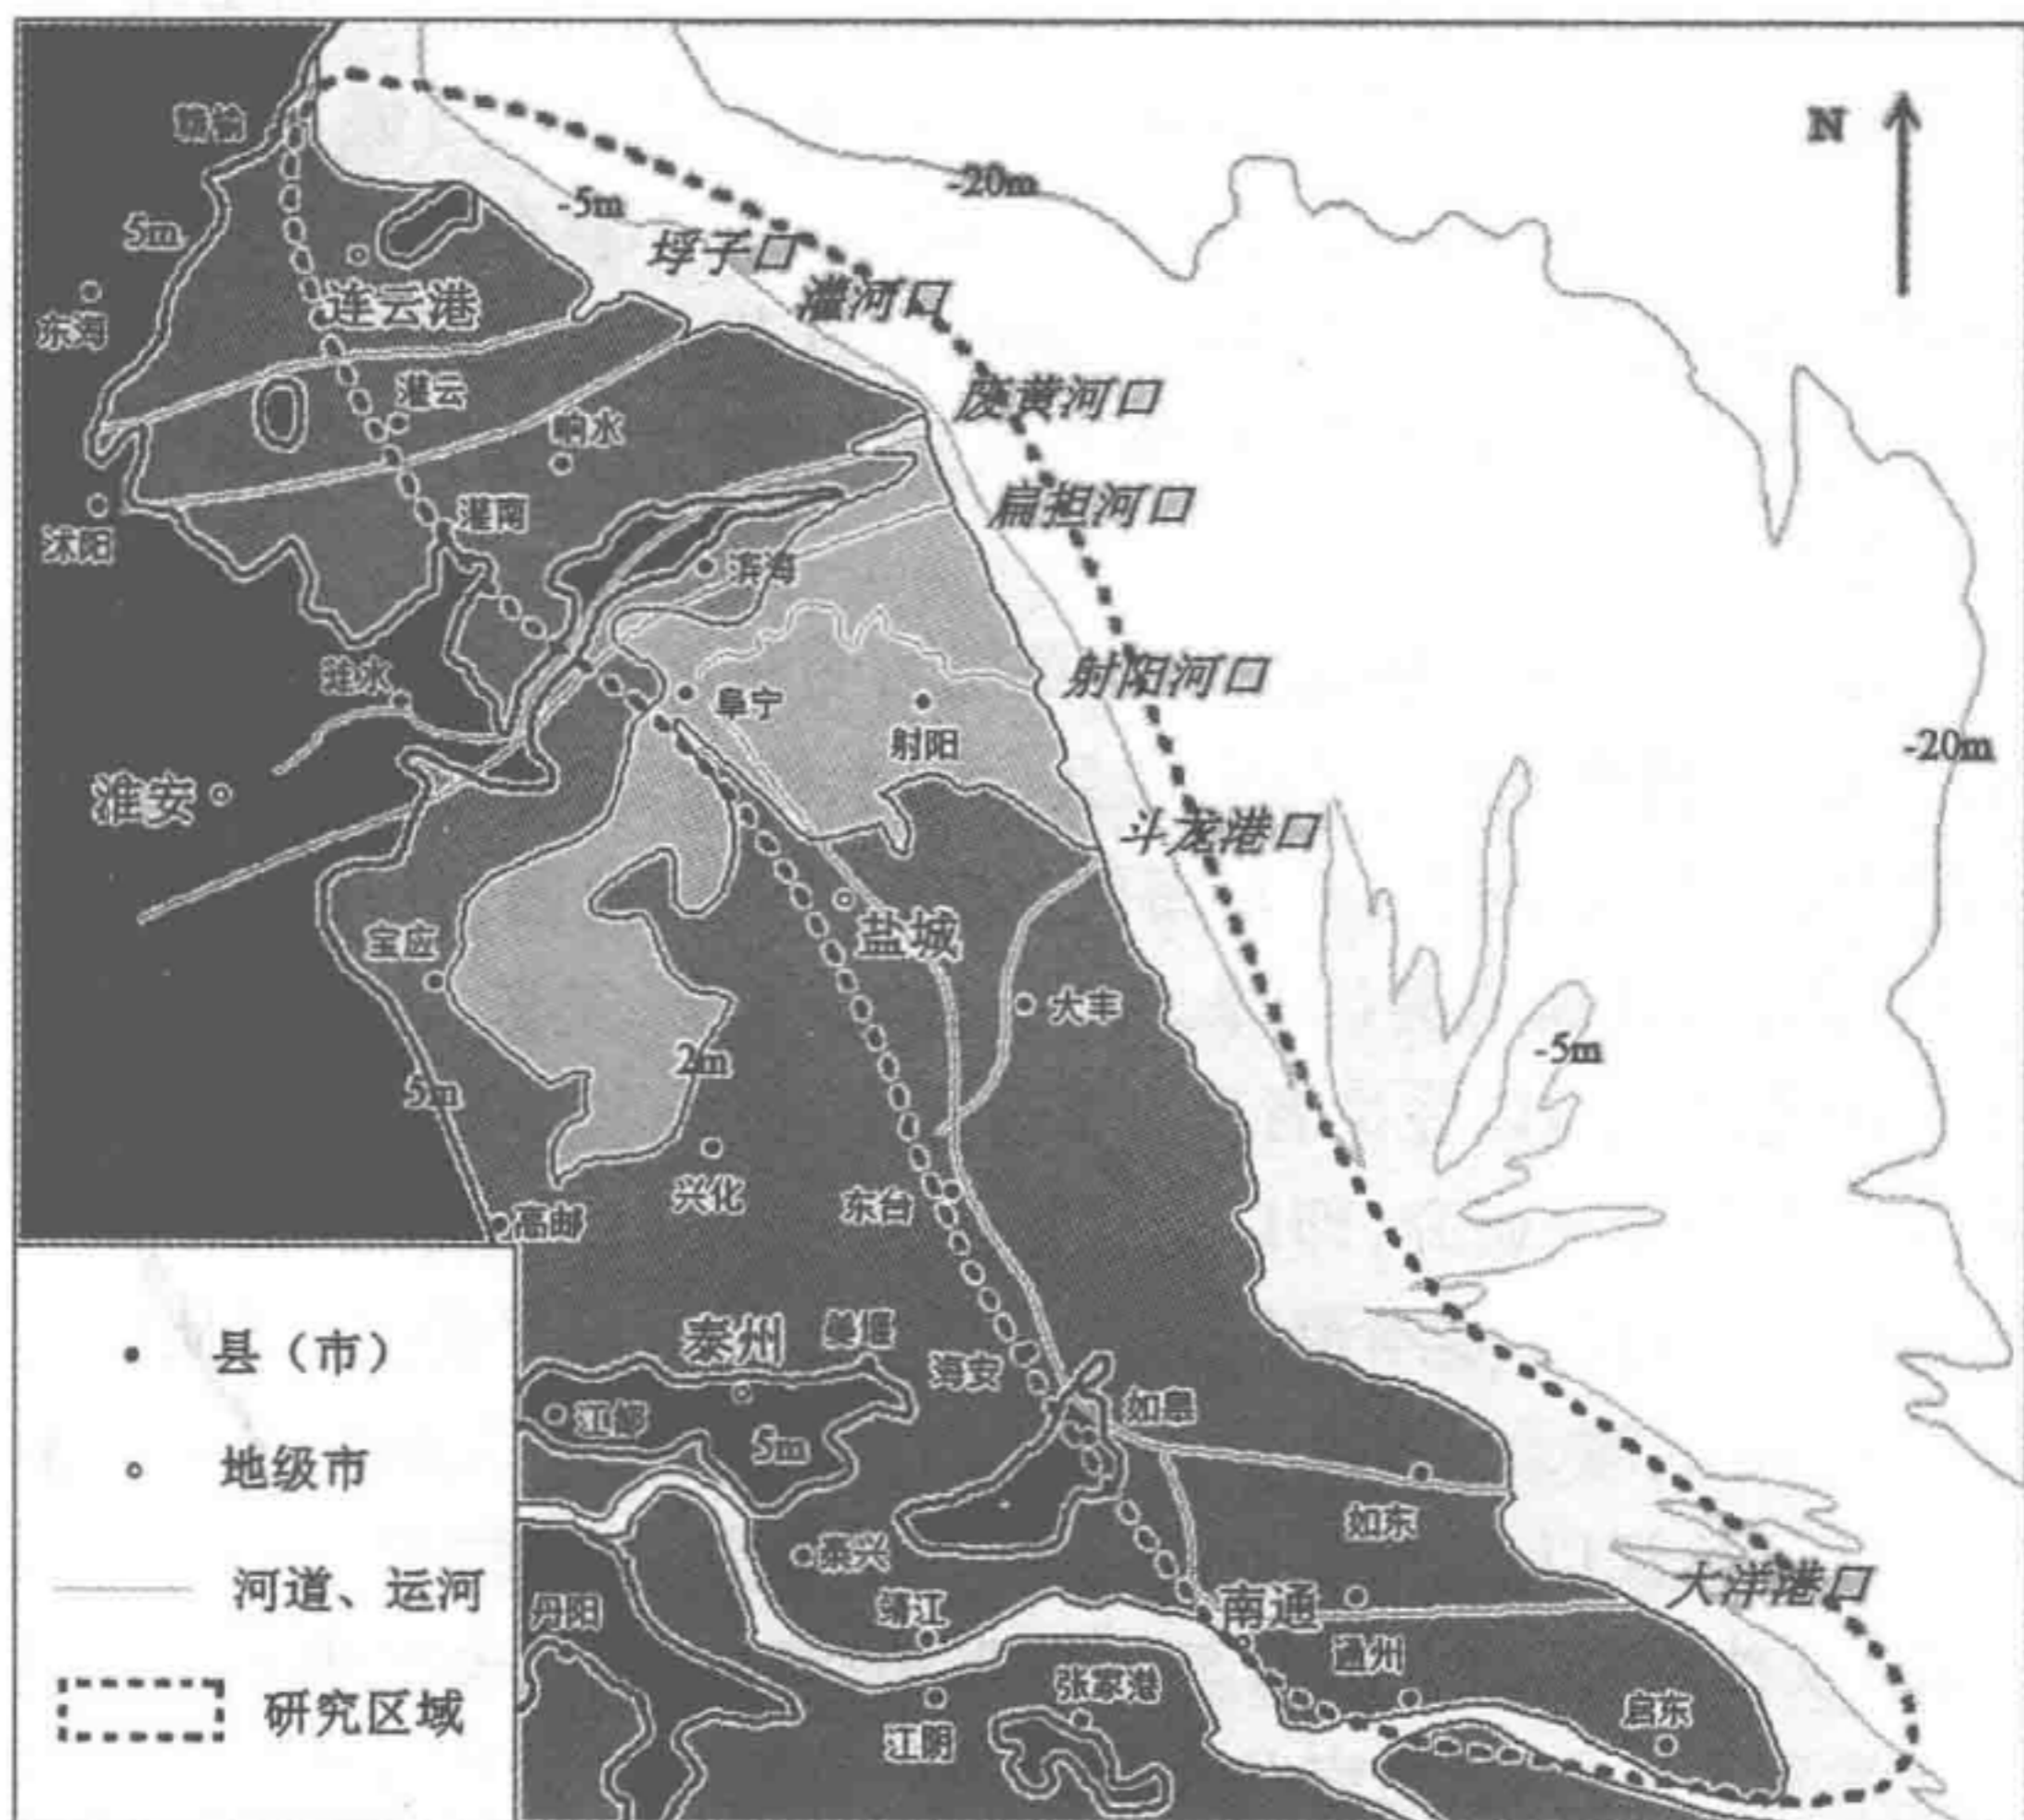 N
赣榆
-20m
-5m
5m
埒子口
灌河口
连云港
东海
废黄河口
灌云
响水
扁担河口
灌南
沭阳
滨海
射阳河口
涟水
阜宁
射阳
-20m
淮安
斗龙港口
盐城
宝应
大丰
-5m
2m
5m
兴化
东台
高邮
泰州
姜堰
海安
如皋
江都
5m
县（市）
地级市
如东
泰兴
大洋港口
河道、运河
丹阳
靖江
南通
通州
张家港
启东
研究区域
江阴